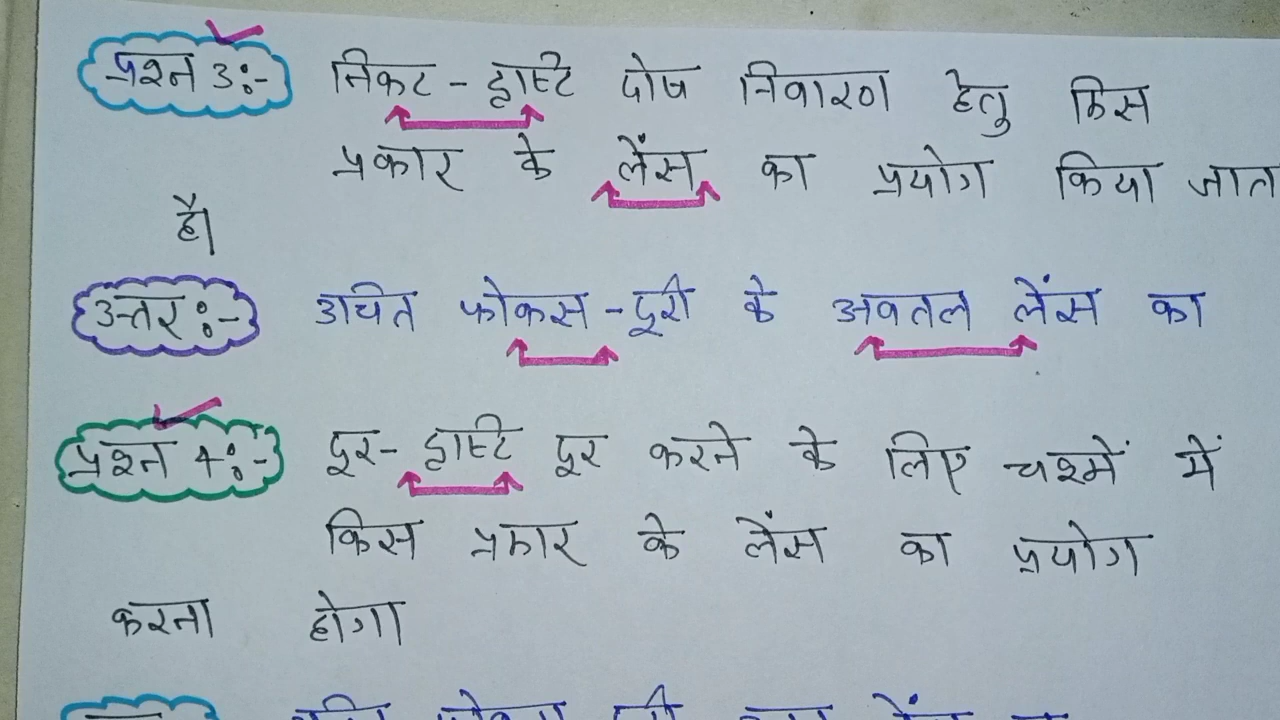 प्रश्न 3:- निकट - दृष्टि दोष निवारण हेतु किस
प्रकार के लेंस का प्रयोग किया जात
है।
उत्तर:- उचित फोकस - दूरी के अवतल लेंस का
प्रश्न 4:- दूर - दृष्टि दूर करने के लिए चश्में में
किस प्रकार के लेंस का प्रयोग
करना होगा